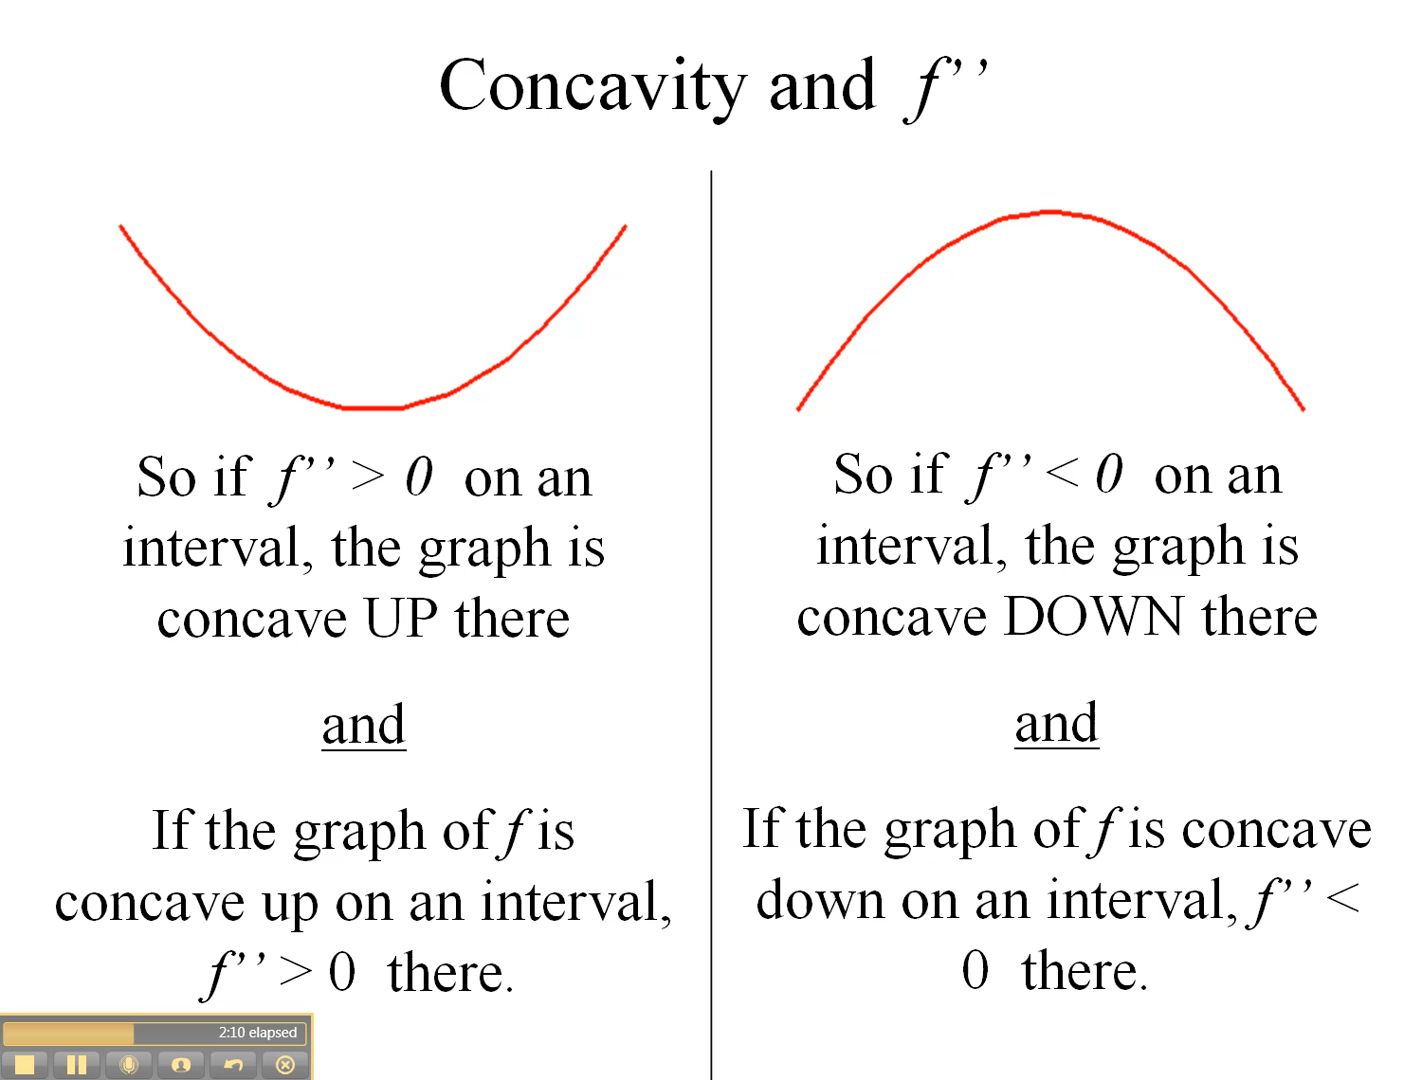 Concavity and f’’
So if f’’ > 0 on an
interval, the graph is
concave UP there
and
If the graph of f is
concave up on an interval,
f’’ > 0 there.
So if f’’ < 0 on an
interval, the graph is
concave DOWN there
and
If the graph of f is concave
down on an interval, f’’ <
0 there.
2:10 elapsed